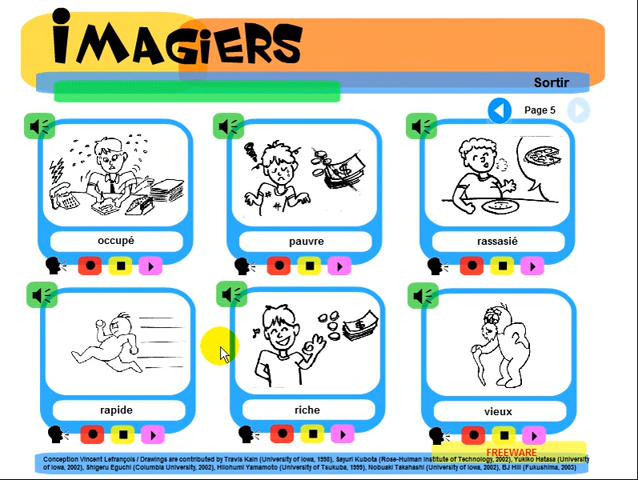 iMAGiERS
Sortir
Page 5
occupé
pauvre
rassasié
rapide
riche
vieux
FREEWARE
Conception Vincent Lefrançois / Drawings are contributed by Travis Kain (University of Iowa, 1998), Sayuri Kubota (Rose-Hulman Institute of Technology, 2002), Yukiko Hatasa (University
of Iowa, 2002), Shigeru Eguchi (Columbia University, 2002), Hilofumi Yamamoto (University of Tsukuba, 1999), Nobuaki Takahashi (University of Iowa, 2002), BJ Hill (Fukushima, 2003)